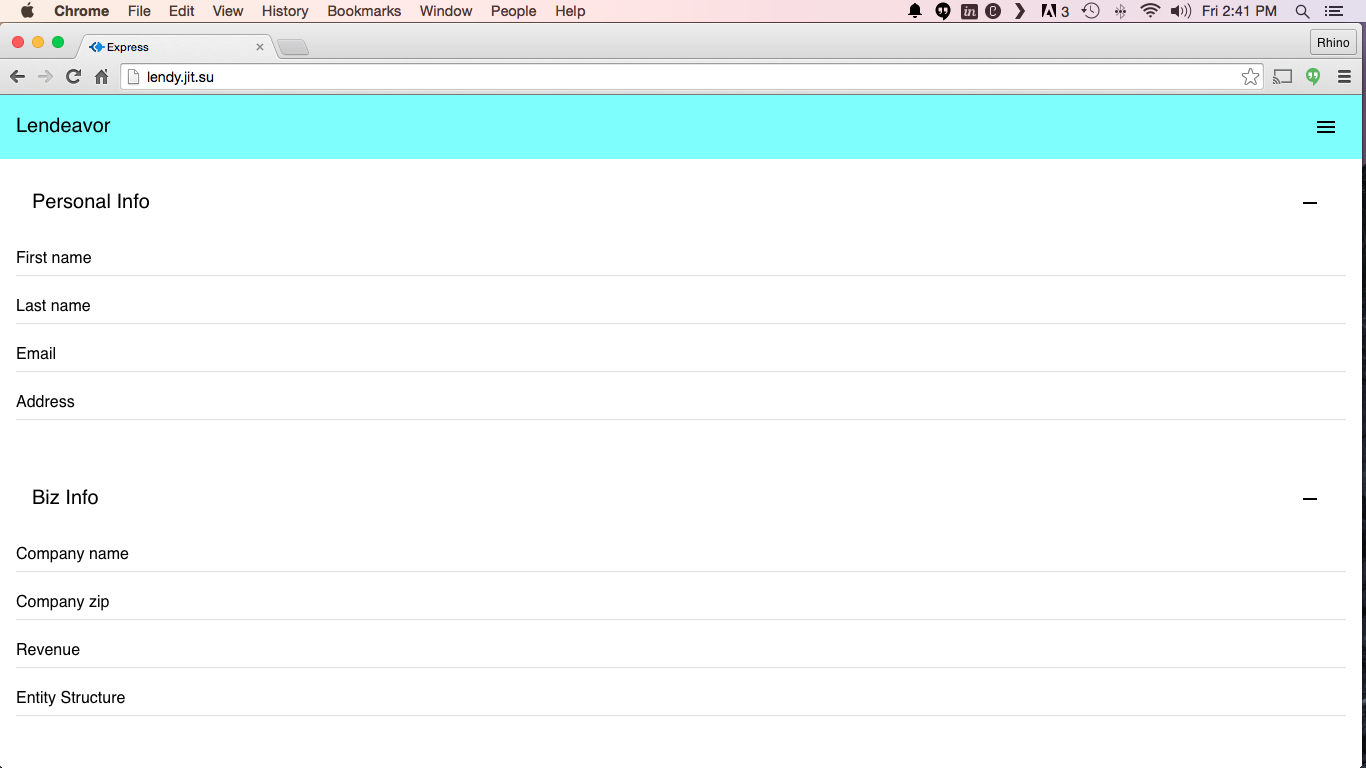 Chrome File Edit View History Bookmarks Window People Help 3 Fri 2:41 PM
Express Rhino
lendy.jit.su
Lendeavor
Personal Info
First name
Last name
Email
Address
Biz Info
Company name
Company zip
Revenue
Entity Structure